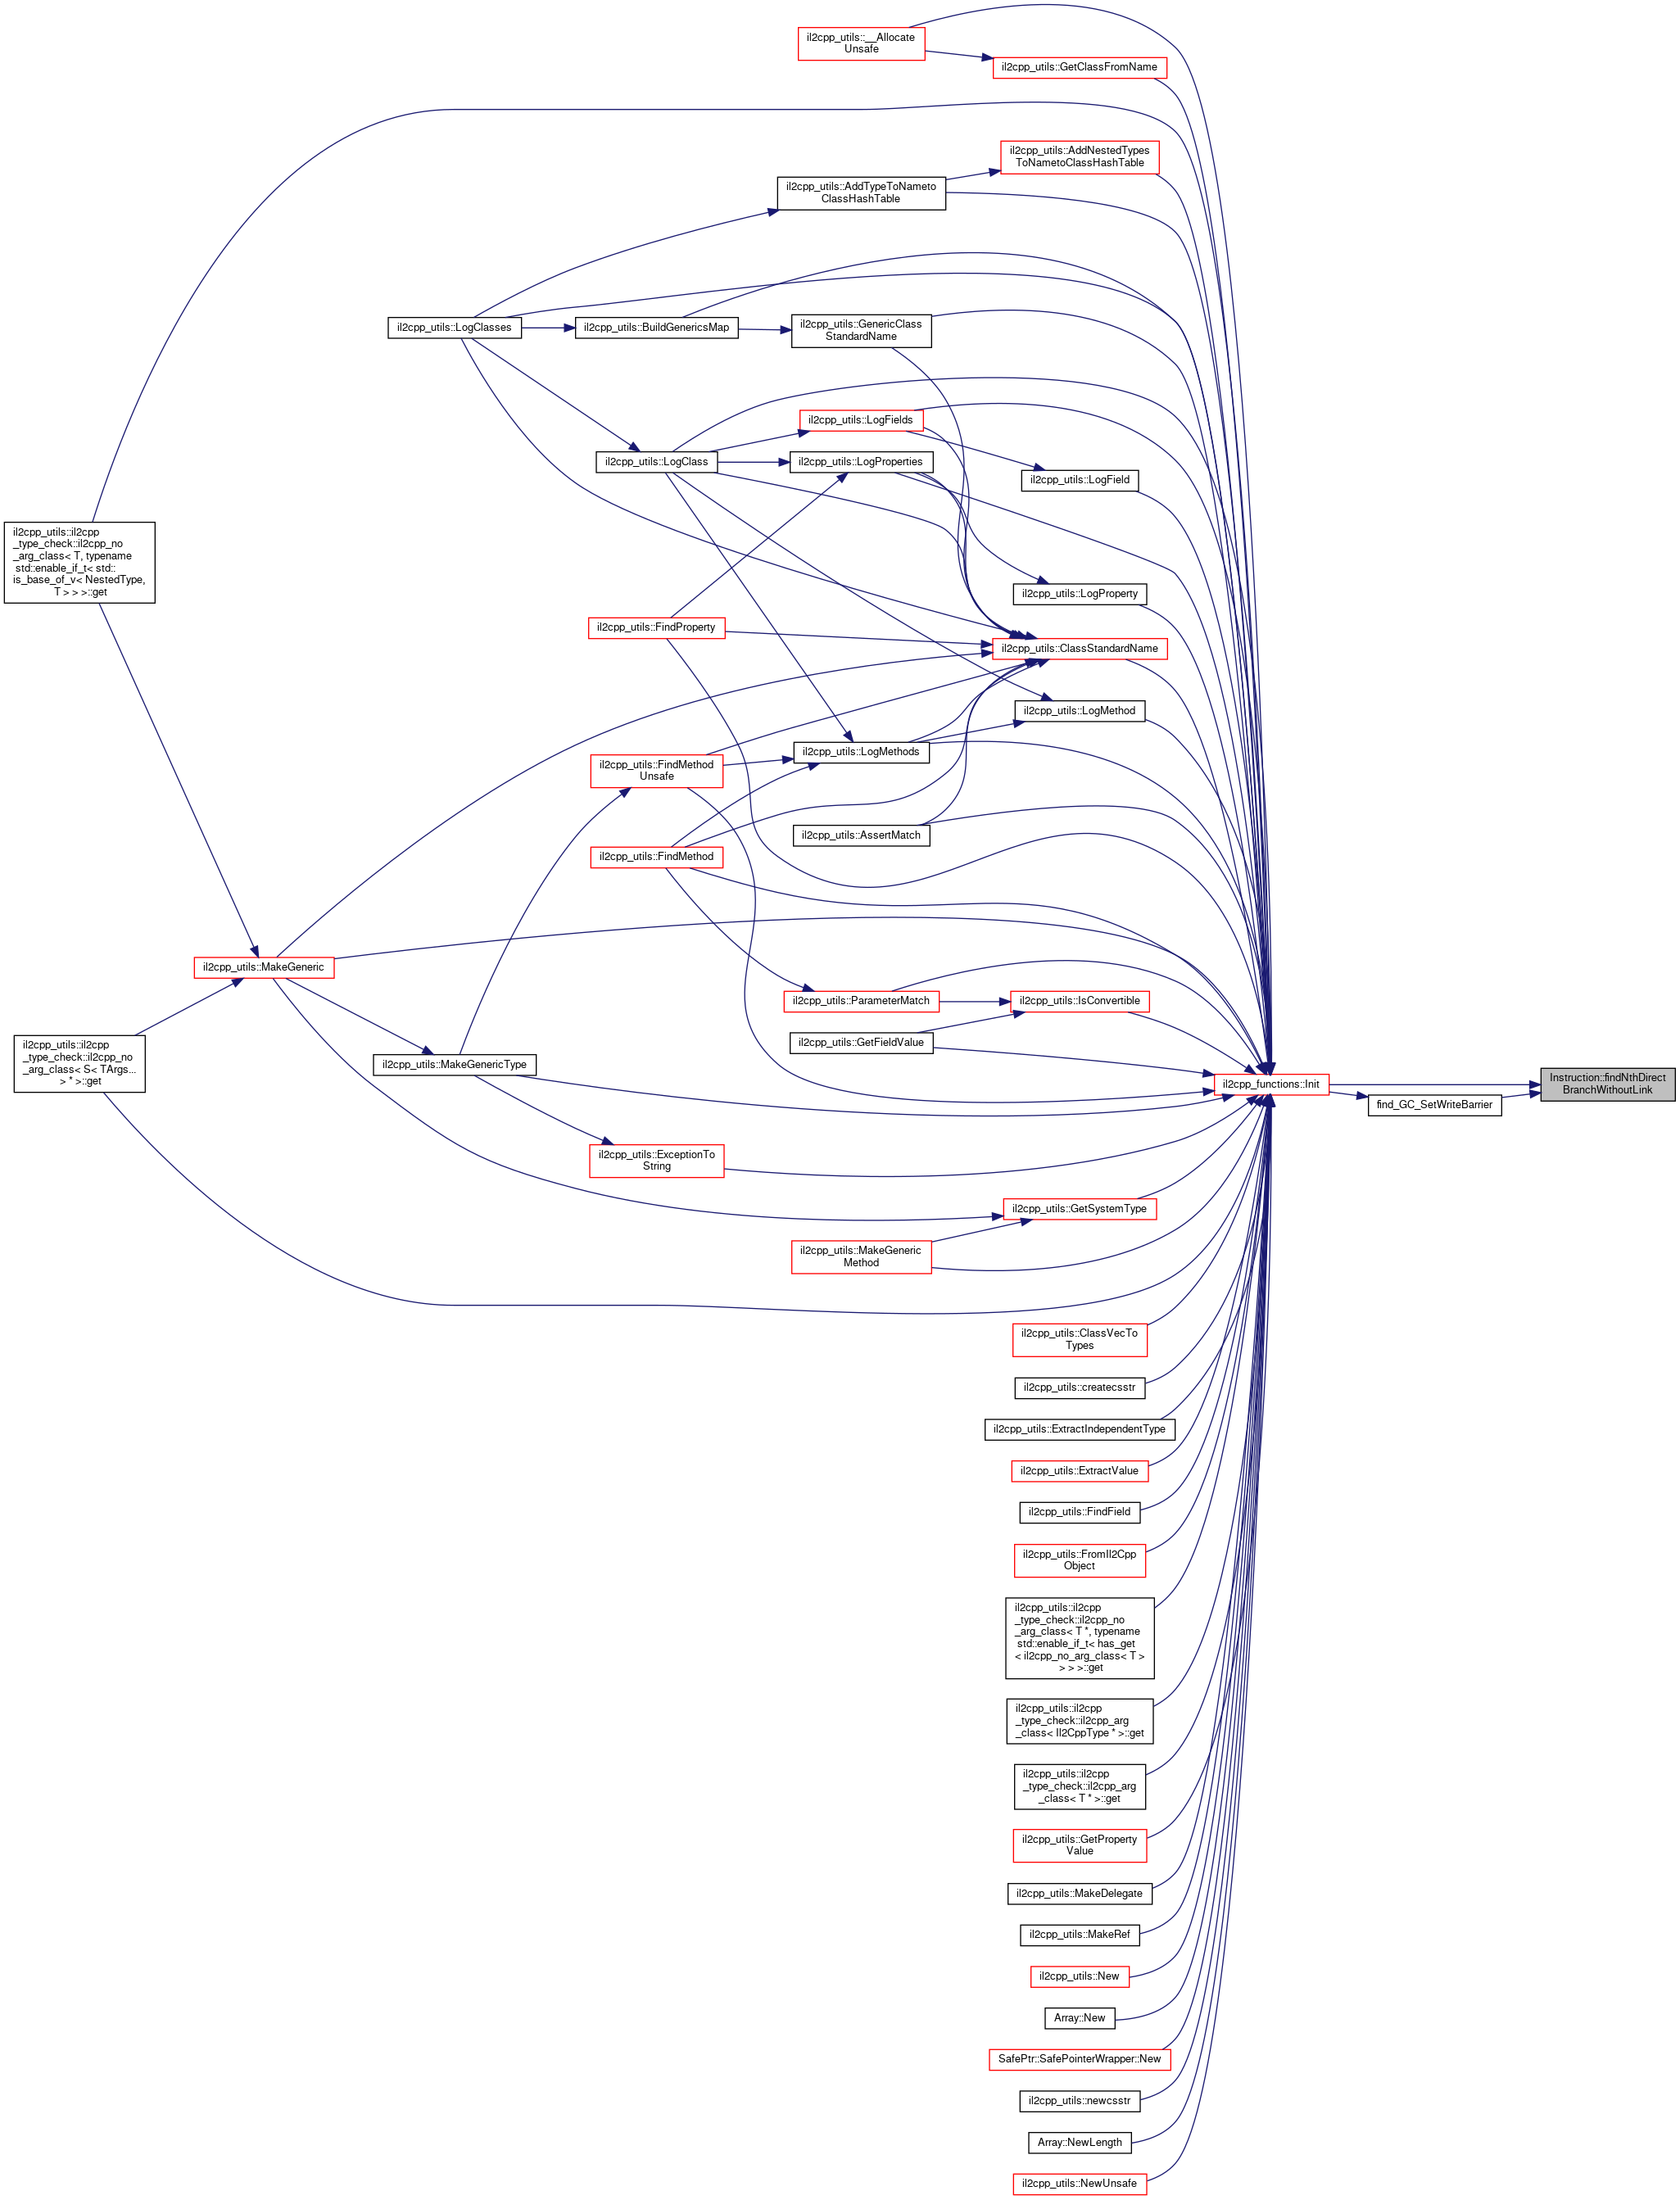 il2cpp_utils::__Allocate
Unsafe
il2cpp_utils::GetClassFromName
il2cpp_utils::AddNestedTypes
ToNametoClassHashTable
il2cpp_utils::AddTypeToNameto
ClassHashTable
il2cpp_utils::LogClasses
il2cpp_utils::BuildGenericsMap
il2cpp_utils::GenericClass
StandardName
il2cpp_utils::LogFields
il2cpp_utils::LogClass
il2cpp_utils::LogProperties
il2cpp_utils::LogField
il2cpp_utils::il2cpp
_type_check::il2cpp_no
_arg_class< T, typename
std::enable_if_t< std::
is_base_of_v< NestedType,
T > > >::get
il2cpp_utils::LogProperty
il2cpp_utils::FindProperty
il2cpp_utils::ClassStandardName
il2cpp_utils::LogMethod
il2cpp_utils::LogMethods
il2cpp_utils::FindMethod
Unsafe
il2cpp_utils::AssertMatch
il2cpp_utils::FindMethod
il2cpp_utils::MakeGeneric
il2cpp_utils::ParameterMatch
il2cpp_utils::IsConvertible
il2cpp_utils::GetFieldValue
il2cpp_utils::il2cpp
_type_check::il2cpp_no
_arg_class< S< TArgs...
> * >::get
il2cpp_utils::MakeGenericType
il2cpp_functions::Init
Instruction::findNthDirect
BranchWithoutLink
find_GC_SetWriteBarrier
il2cpp_utils::ExceptionTo
String
il2cpp_utils::GetSystemType
il2cpp_utils::MakeGeneric
Method
il2cpp_utils::ClassVecTo
Types
il2cpp_utils::createcsstr
il2cpp_utils::ExtractIndependentType
il2cpp_utils::ExtractValue
il2cpp_utils::FindField
il2cpp_utils::FromIl2Cpp
Object
il2cpp_utils::il2cpp
_type_check::il2cpp_no
_arg_class< T *, typename
std::enable_if_t< has_get
< il2cpp_no_arg_class< T >
> > >::get
il2cpp_utils::il2cpp
_type_check::il2cpp_arg
_class< Il2CppType * >::get
il2cpp_utils::il2cpp
_type_check::il2cpp_arg
_class< T * >::get
il2cpp_utils::GetProperty
Value
il2cpp_utils::MakeDelegate
il2cpp_utils::MakeRef
il2cpp_utils::New
Array::New
SafePtr::SafePointerWrapper::New
il2cpp_utils::newcsstr
Array::NewLength
il2cpp_utils::NewUnsafe